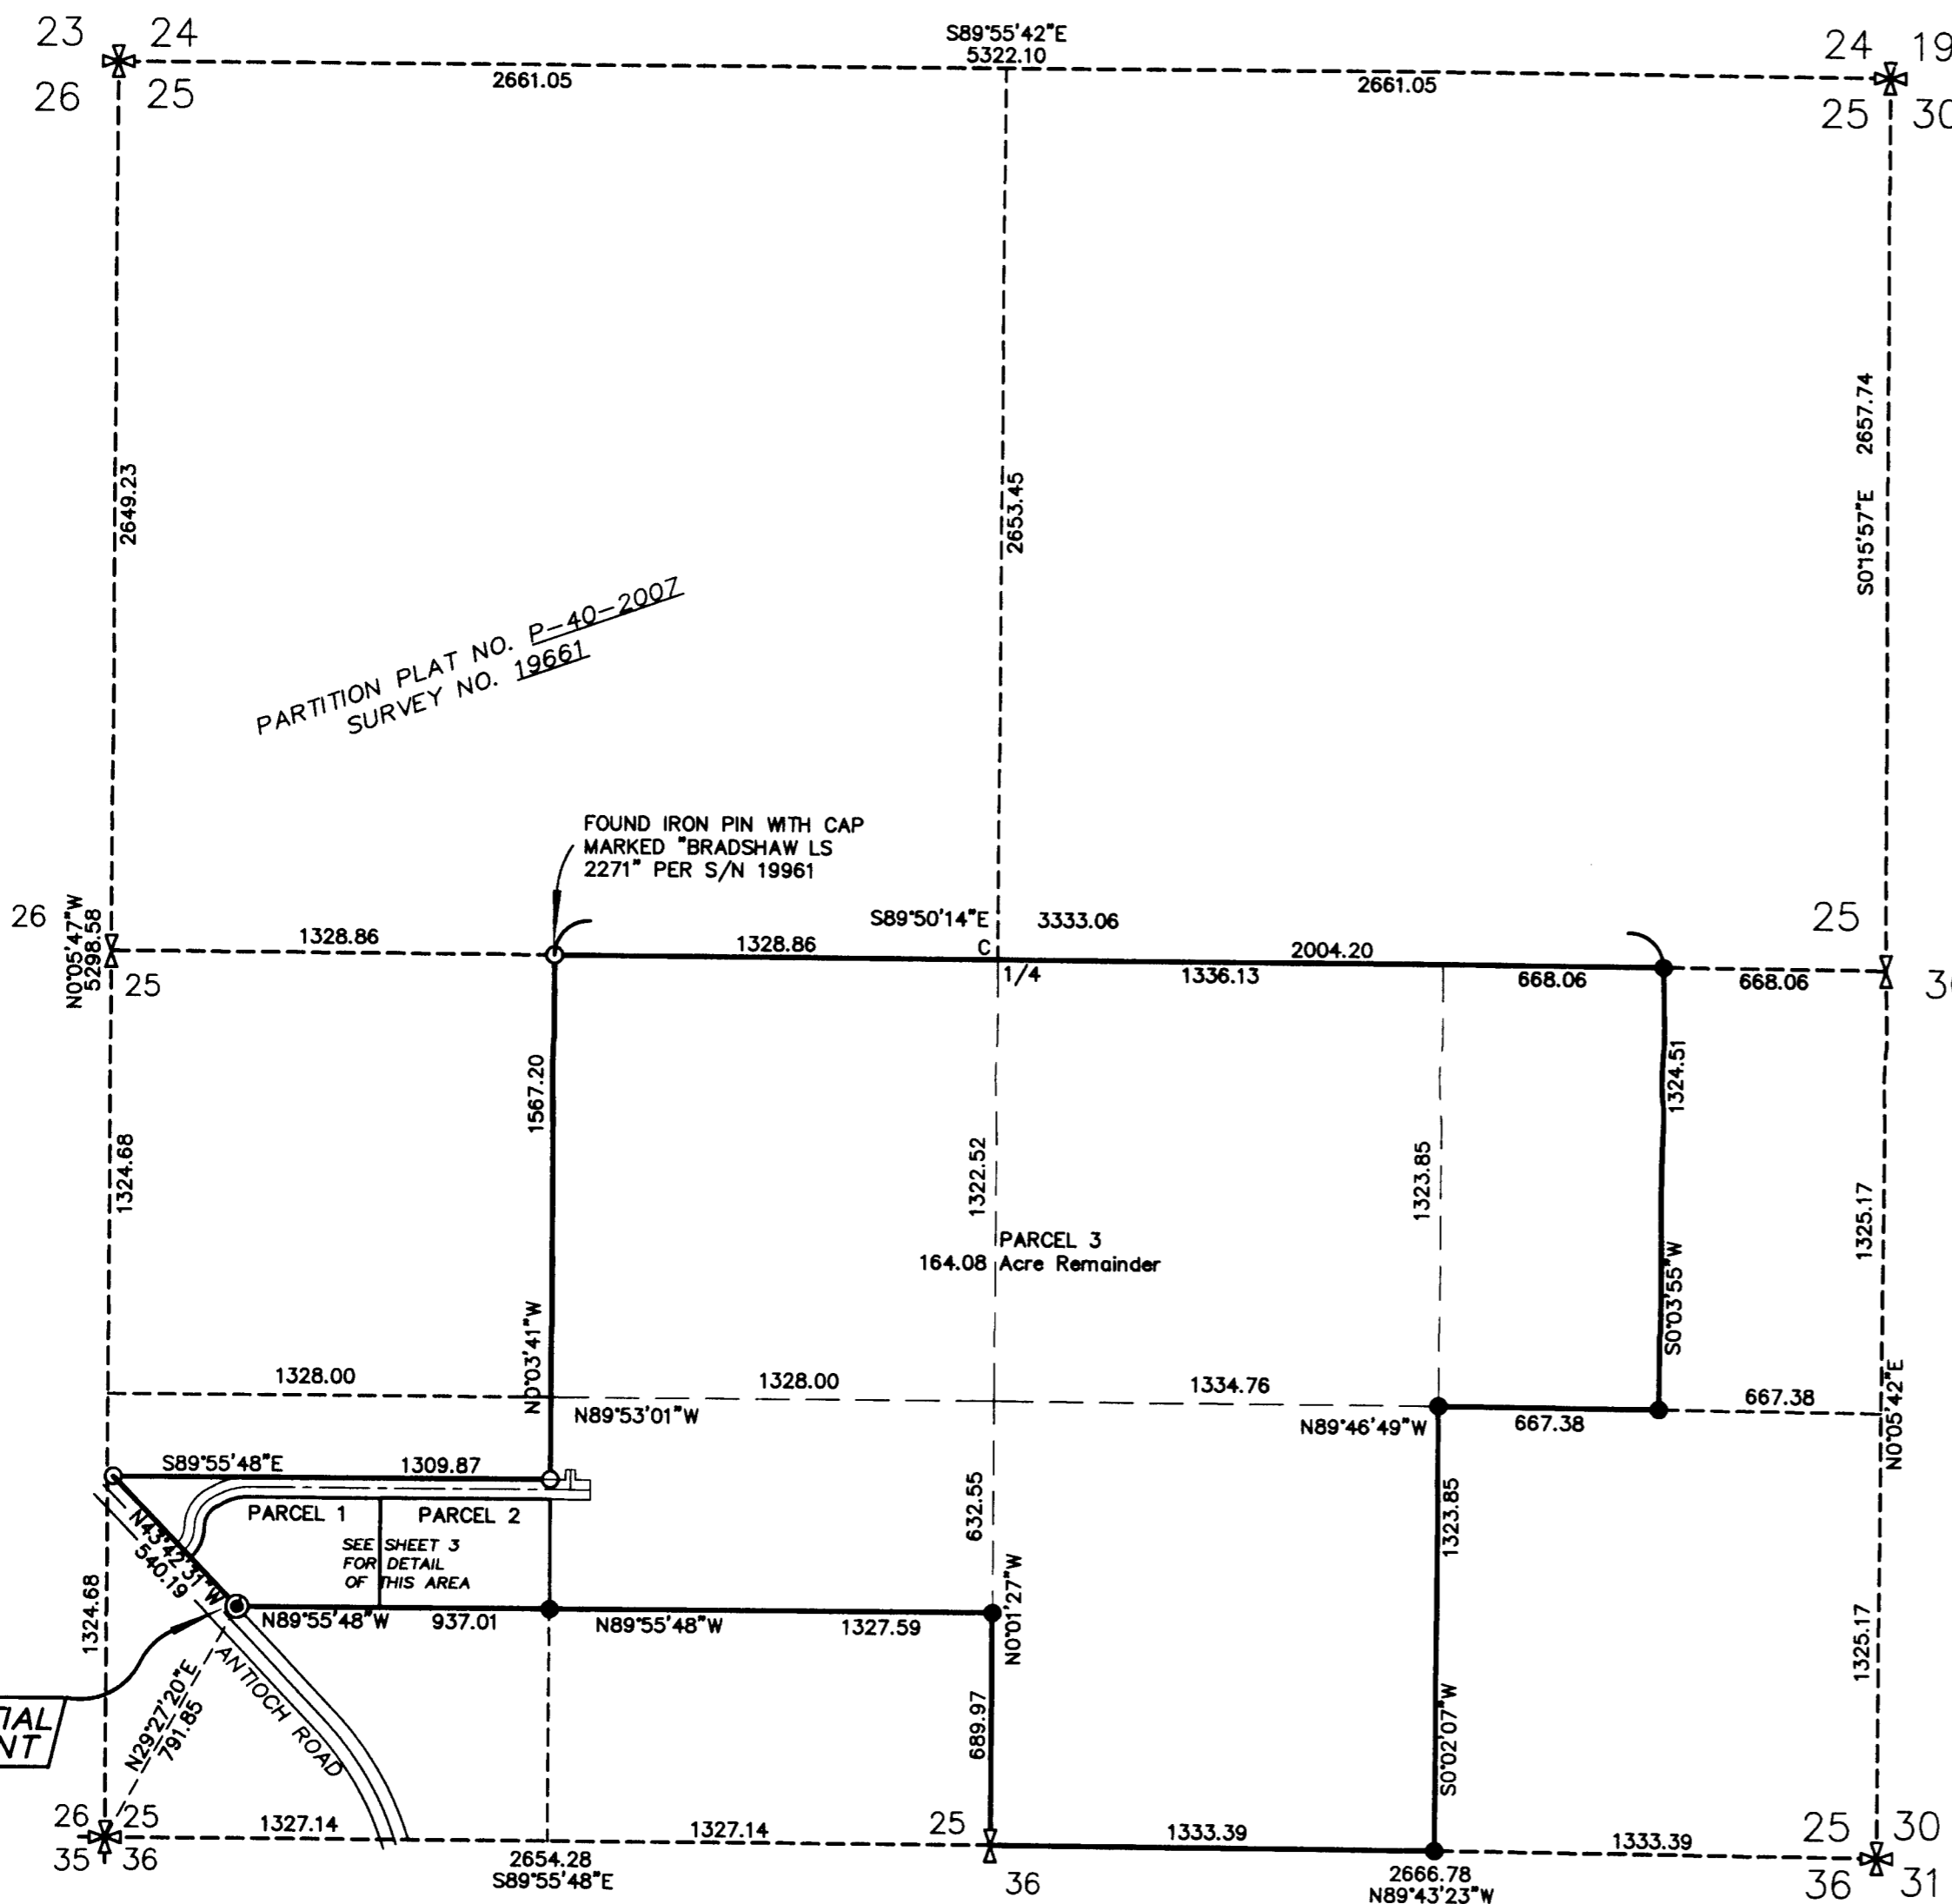 23 24
26 25
S89°55'42"E
5322.10
2661.05
2661.05
24 19
25 30
2649.23
2653.45
S0°15'57"E 2657.74
PARTITION PLAT NO. P-40-2007
SURVEY NO. 19661
FOUND IRON PIN WITH CAP
MARKED "BRADSHAW LS
2271" PER S/N 19961
26
N0°05'47"W
5298.58
25
1328.86
1328.86
S89°50'14"E 3333.06
C
1/4
1336.13
2004.20
668.06
668.06
25
1567.20
N0°03'41"W
1324.68
1322.52
1323.85
1324.51
S0°03'55"W
1325.17
PARCEL 3
164.08 Acre Remainder
1328.00
1328.00
N89°53'01"W
1334.76
N89°46'49"W
667.38
667.38
N0°05'42"E
S89°55'48"E
1309.87
PARCEL 1
PARCEL 2
SEE SHEET 3
FOR DETAIL
OF THIS AREA
N43°42'31"W
540.19
632.55
1323.85
N89°55'48"W
937.01
N89°55'48"W
1327.59
N0°01'27"W
1324.68
1325.17
ANTIOCH ROAD
N29°27'20"E
791.85
689.97
S0°02'07"W
26 25
35 36
1327.14
1327.14
2654.28
S89°55'48"E
25
36
1333.39
1333.39
2666.78
N89°43'23"W
25 30
36 31